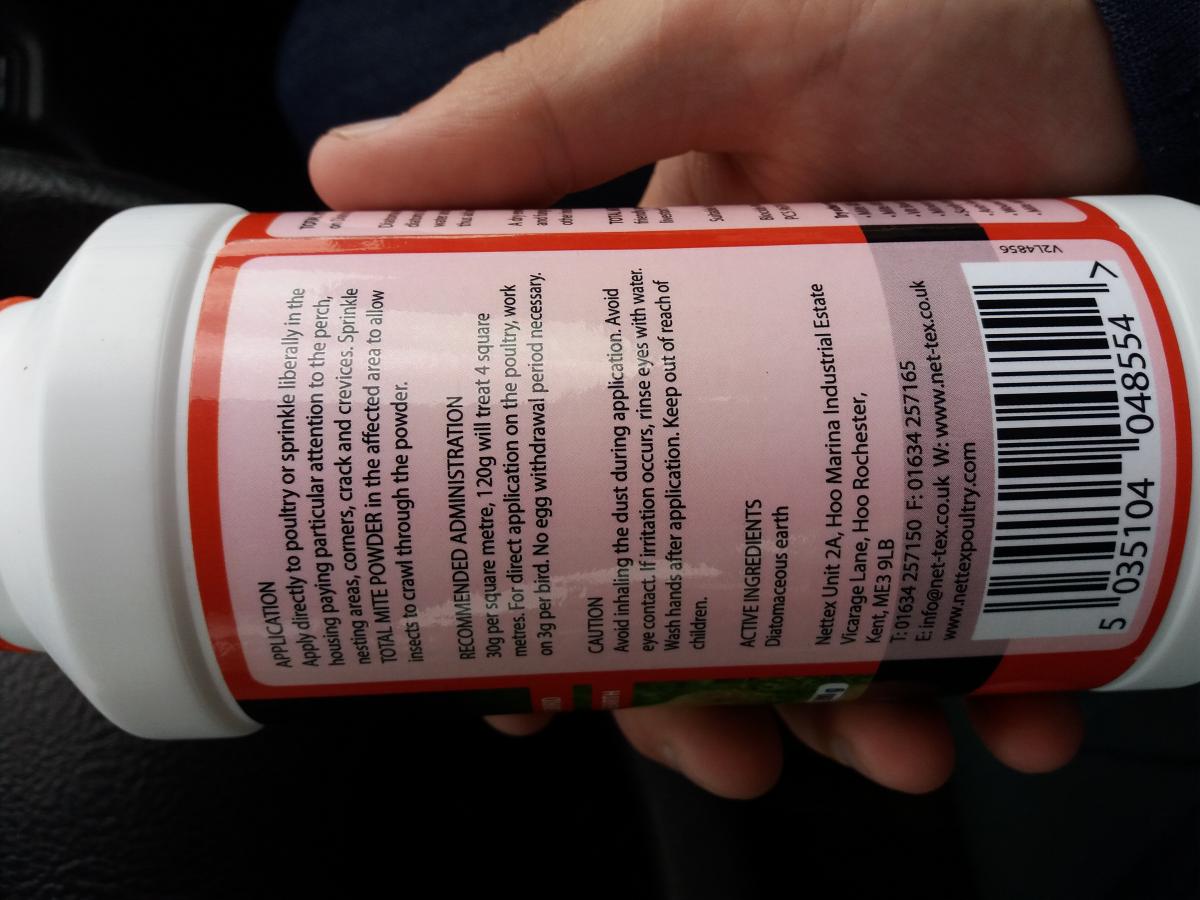 APPLICATION
Apply directly to poultry or sprinkle liberally in the
housing paying particular attention to the perch,
nesting areas, corners, crack and crevices. Sprinkle
TOTAL MITE POWDER in the affected area to allow
insects to crawl through the powder.
RECOMMENDED ADMINISTRATION
30g per square metre, 120g will treat 4 square
metres. For direct application on the poultry, work
on 3g per bird. No egg withdrawal period necessary.
CAUTION
Avoid inhaling the dust during application. Avoid
eye contact. If irritation occurs, rinse eyes with water.
Wash hands after application. Keep out of reach of
children.
ACTIVE INGREDIENTS
Diatomaceous earth
Nettex Unit 2A, Hoo Marina Industrial Estate
Vicarage Lane, Hoo Rochester,
Kent, ME3 9LB
T: 01634 257150 F: 01634 257165
E: info@net-tex.co.uk W: www.net-tex.co.uk
www.nettexpoultry.com
5 035104 048554 7
V2L4856